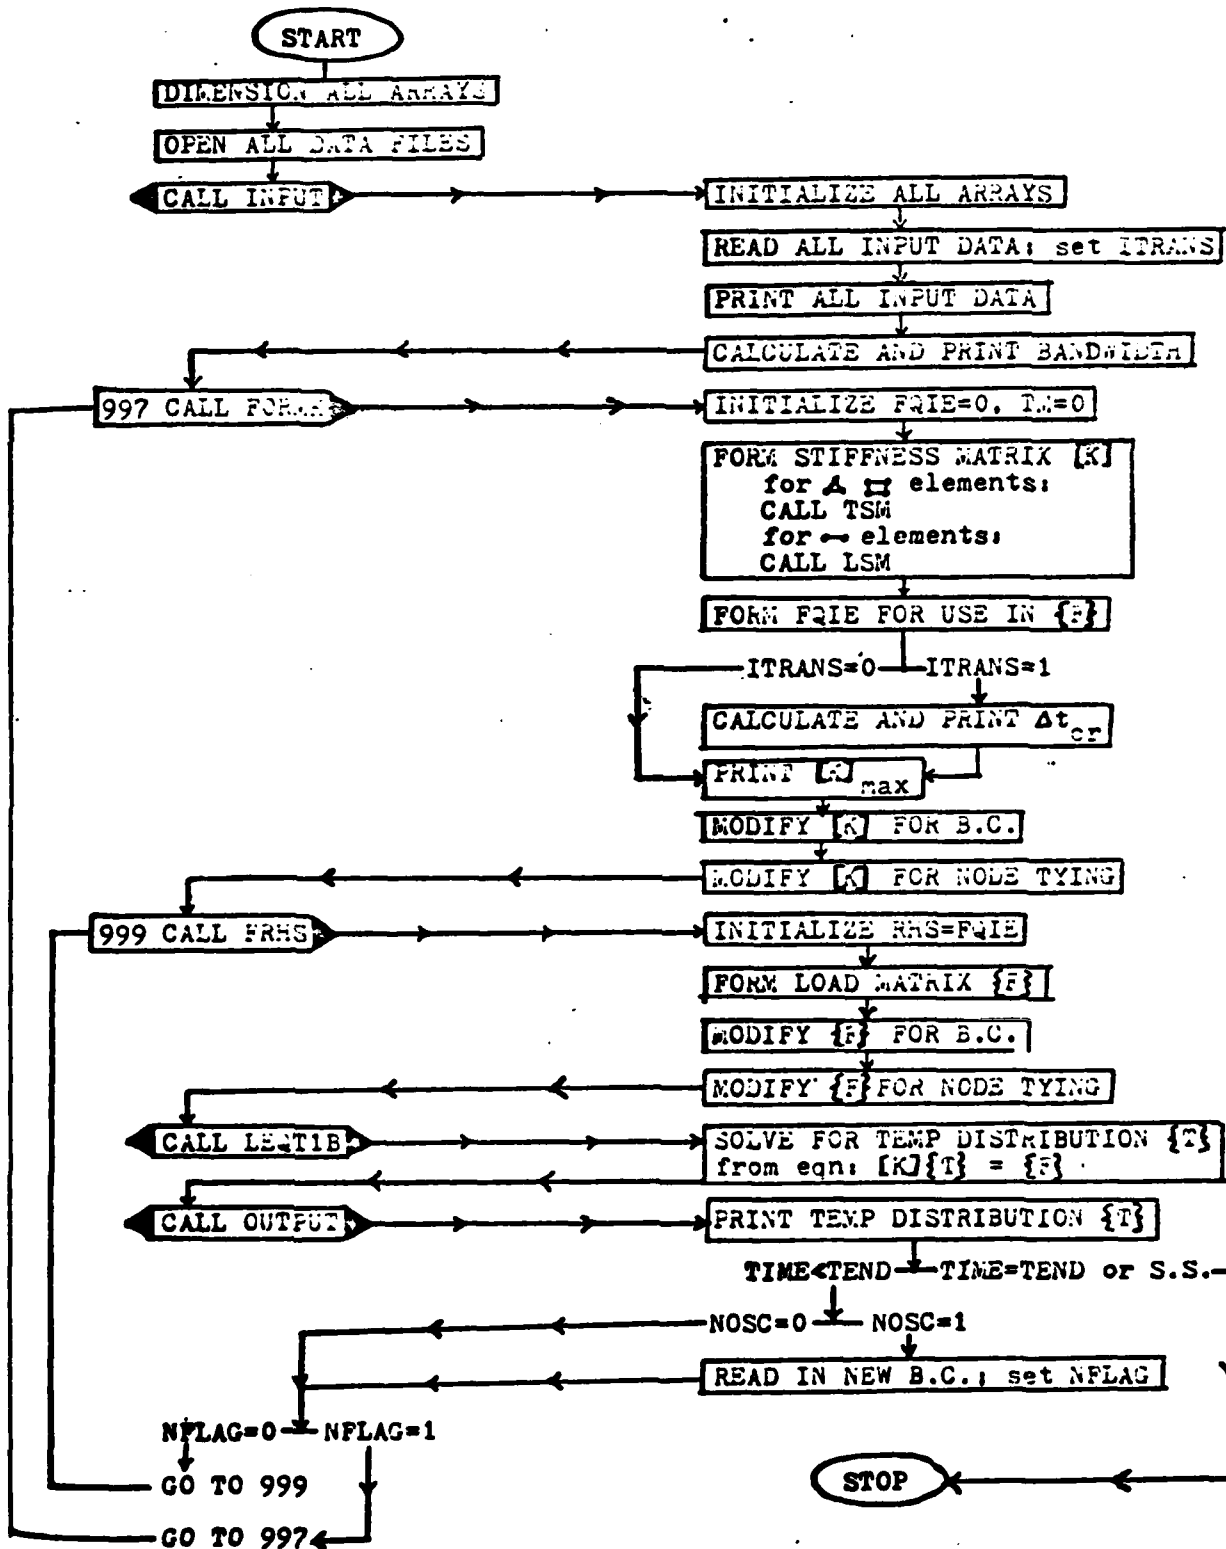 START
DIMENSION ALL ARRAYS
OPEN ALL DATA FILES
CALL INPUT
INITIALIZE ALL ARRAYS
READ ALL INPUT DATA; set ITRANS
PRINT ALL INPUT DATA
CALCULATE AND PRINT BANDWIDTH
997 CALL FORMK
INITIALIZE FQIE=0, TM=0
FORM STIFFNESS MATRIX [K]
for elements:
CALL TSM
for elements:
CALL LSM
FORM FQIE FOR USE IN {F}
ITRANS=0 ITRANS=1
CALCULATE AND PRINT Δtcr
PRINT [K]max
MODIFY [K] FOR B.C.
MODIFY [K] FOR NODE TYING
999 CALL FRHS
INITIALIZE RHS=FQIE
FORM LOAD MATRIX {F}
MODIFY {F} FOR B.C.
MODIFY {F} FOR NODE TYING
CALL LEQT1B
SOLVE FOR TEMP DISTRIBUTION {T}
from eqn: [K]{T} = {F}
CALL OUTPUT
PRINT TEMP DISTRIBUTION {T}
TIME<TEND TIME=TEND or S.S.
NOSC=0 NOSC=1
READ IN NEW B.C.; set NFLAG
NFLAG=0 NFLAG=1
GO TO 999
STOP
GO TO 997